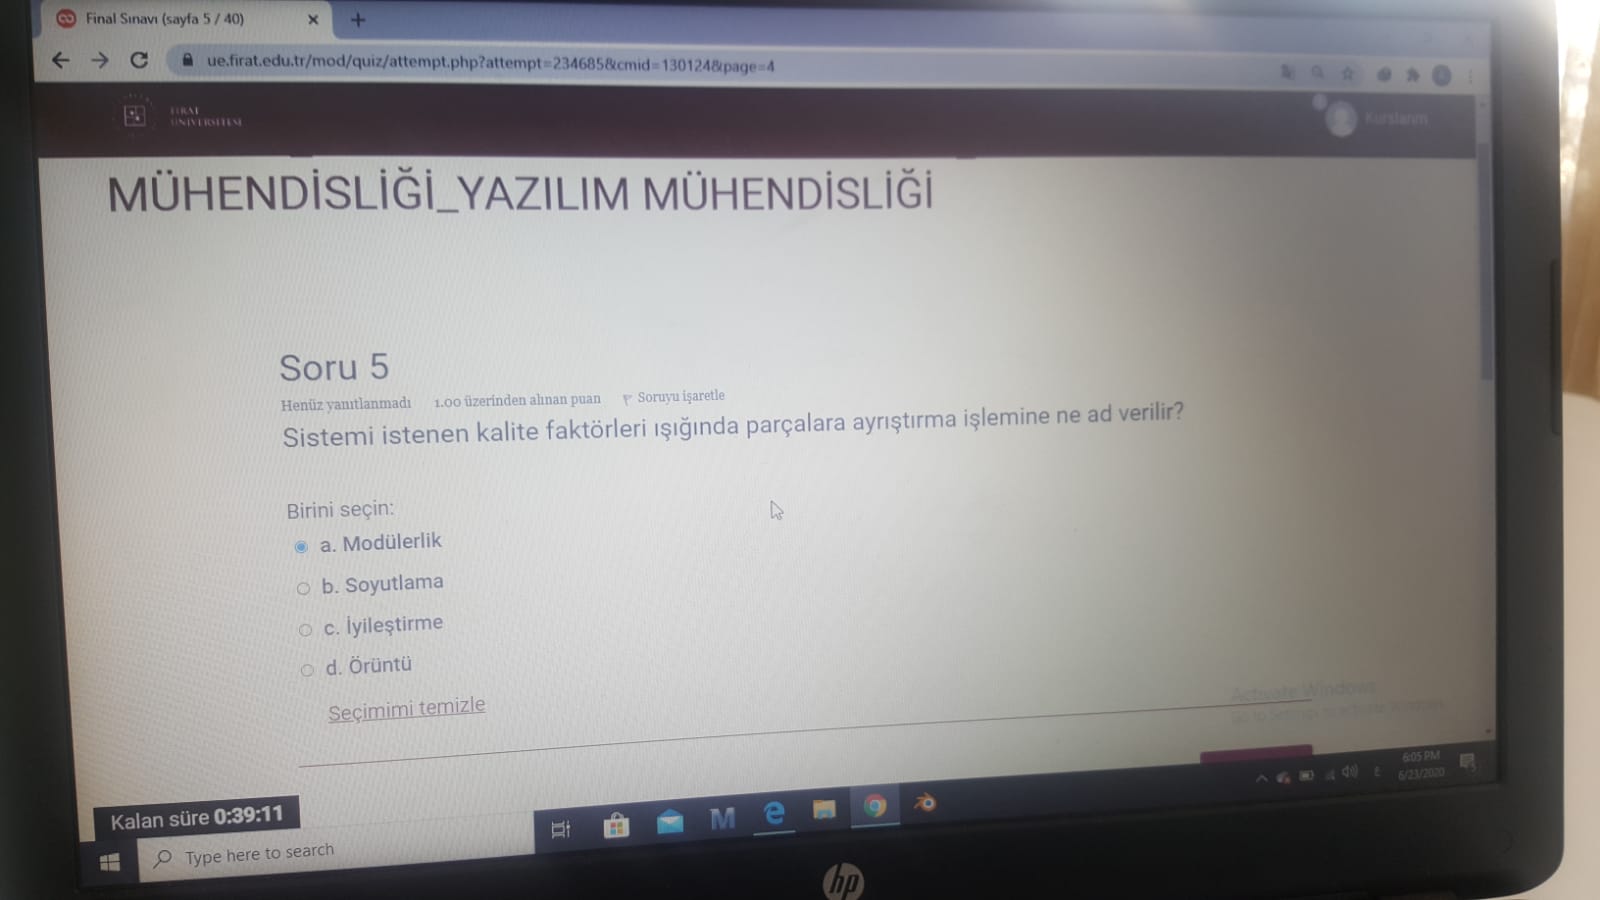 Final Sınavı (sayfa 5 / 40)
ue.firat.edu.tr/mod/quiz/attempt.php?attempt=234685&cmid=130124&page=4
FIRAT
ÜNİVERSİTESİ
Kurslarım
MÜHENDİSLİĞİ_YAZILIM MÜHENDİSLİĞİ
Soru 5
Henüz yanıtlanmadı 1.00 üzerinden alınan puan Soruyu işaretle
Sistemi istenen kalite faktörleri ışığında parçalara ayrıştırma işlemine ne ad verilir?
Birini seçin:
a. Modülerlik
b. Soyutlama
c. İyileştirme
d. Örüntü
Seçimimi temizle
Activate Windows
Go to Settings to activate Windows.
Kalan süre 0:39:11
Type here to search
6:05 PM
6/23/2020
hp